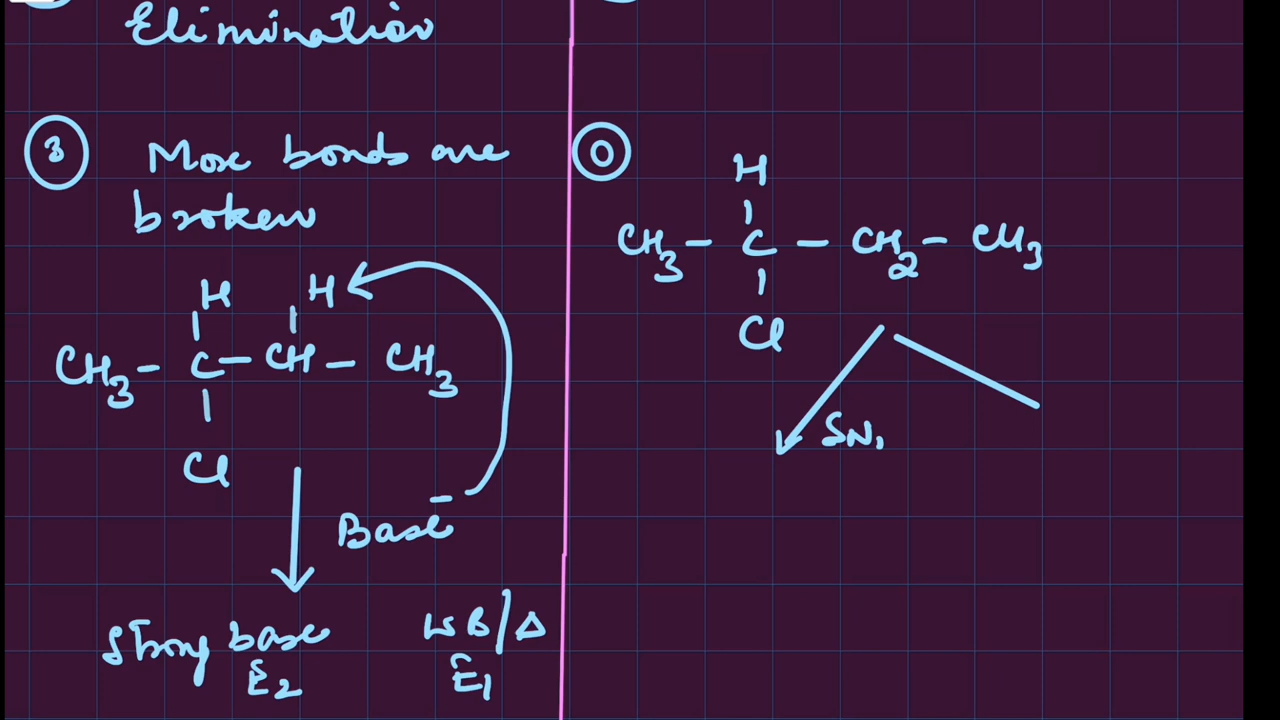 Elimination
3 More bonds are
broken
H H
CH3 - C - CH - CH3
Cl
Base
Strong base WB/Δ
E2 E1
0
H
CH3 - C - CH2 - CH3
Cl
SN1